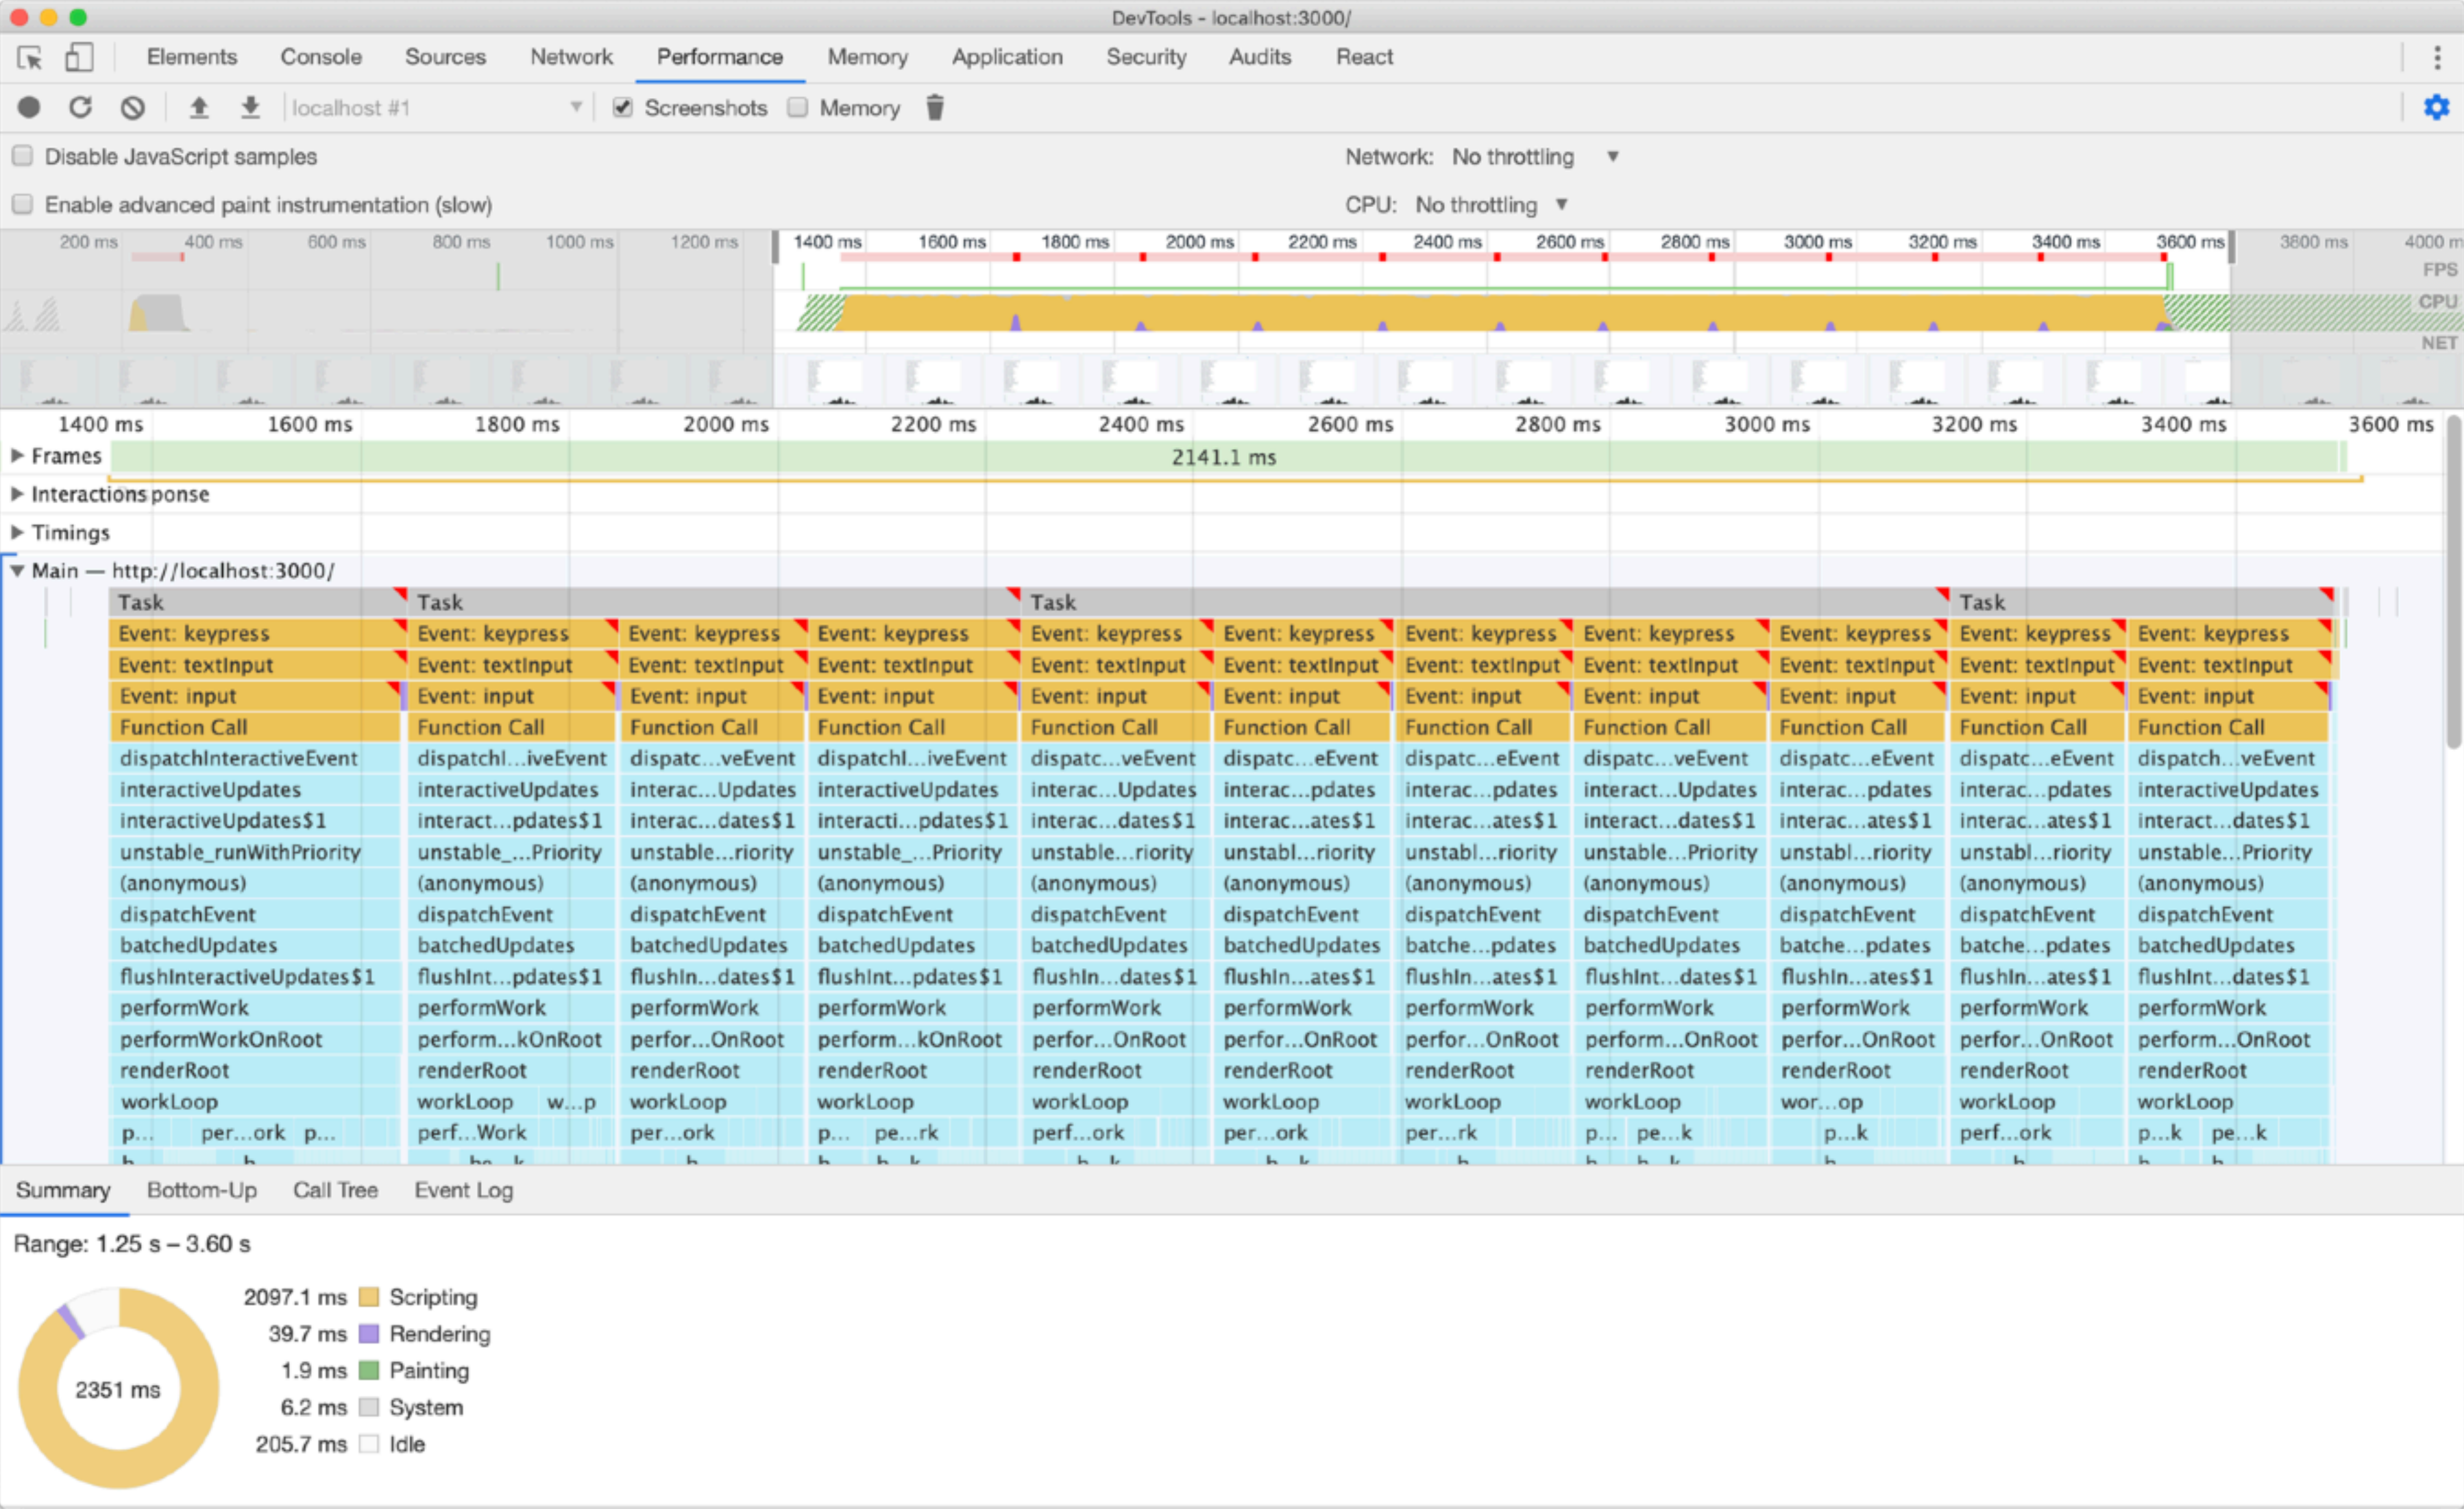 DevTools - localhost:3000/
Elements Console Sources Network Performance Memory Application Security Audits React
localhost #1 Screenshots Memory
Disable JavaScript samples Network: No throttling
Enable advanced paint instrumentation (slow) CPU: No throttling
200 ms 400 ms 600 ms 800 ms 1000 ms 1200 ms 1400 ms 1600 ms 1800 ms 2000 ms 2200 ms 2400 ms 2600 ms 2800 ms 3000 ms 3200 ms 3400 ms 3600 ms 3800 ms 4000 m
FPS
CPU
NET
1400 ms 1600 ms 1800 ms 2000 ms 2200 ms 2400 ms 2600 ms 2800 ms 3000 ms 3200 ms 3400 ms 3600 ms
Frames 2141.1 ms
Interactions ponse
Timings
Main — http://localhost:3000/
Task Task Task Task
Event: keypress Event: keypress Event: keypress Event: keypress Event: keypress Event: keypress Event: keypress Event: keypress Event: keypress Event: keypress Event: keypress
Event: textInput Event: textInput Event: textInput Event: textInput Event: textInput Event: textInput Event: textInput Event: textInput Event: textInput Event: textInput Event: textInput
Event: input Event: input Event: input Event: input Event: input Event: input Event: input Event: input Event: input Event: input Event: input
Function Call Function Call Function Call Function Call Function Call Function Call Function Call Function Call Function Call Function Call Function Call
dispatchInteractiveEvent dispatchI...iveEvent dispatc...veEvent dispatchI...iveEvent dispatc...veEvent dispatc...eEvent dispatc...eEvent dispatc...veEvent dispatc...eEvent dispatc...eEvent dispatch...veEvent
interactiveUpdates interactiveUpdates interac...Updates interactiveUpdates interac...Updates interac...pdates interac...pdates interact...Updates interac...pdates interac...pdates interactiveUpdates
interactiveUpdates$1 interact...pdates$1 interac...dates$1 interacti...pdates$1 interac...dates$1 interac...ates$1 interac...ates$1 interact...dates$1 interac...ates$1 interac...ates$1 interact...dates$1
unstable_runWithPriority unstable_...Priority unstable...riority unstable_...Priority unstable...riority unstabl...riority unstabl...riority unstable...Priority unstabl...riority unstabl...riority unstable...Priority
(anonymous) (anonymous) (anonymous) (anonymous) (anonymous) (anonymous) (anonymous) (anonymous) (anonymous) (anonymous) (anonymous)
dispatchEvent dispatchEvent dispatchEvent dispatchEvent dispatchEvent dispatchEvent dispatchEvent dispatchEvent dispatchEvent dispatchEvent dispatchEvent
batchedUpdates batchedUpdates batchedUpdates batchedUpdates batchedUpdates batchedUpdates batche...pdates batchedUpdates batche...pdates batche...pdates batchedUpdates
flushInteractiveUpdates$1 flushInt...pdates$1 flushIn...dates$1 flushInt...pdates$1 flushIn...dates$1 flushIn...ates$1 flushIn...ates$1 flushInt...dates$1 flushIn...ates$1 flushIn...ates$1 flushInt...dates$1
performWork performWork performWork performWork performWork performWork performWork performWork performWork performWork performWork
performWorkOnRoot perform...kOnRoot perfor...OnRoot perform...kOnRoot perfor...OnRoot perfor...OnRoot perfor...OnRoot perform...OnRoot perfor...OnRoot perfor...OnRoot perform...OnRoot
renderRoot renderRoot renderRoot renderRoot renderRoot renderRoot renderRoot renderRoot renderRoot renderRoot renderRoot
workLoop workLoop w...p workLoop workLoop workLoop workLoop workLoop workLoop wor...op workLoop workLoop
p... per...ork p... perf...Work per...ork p... pe...rk perf...ork per...ork per...rk p... pe...k p...k perf...ork p...k pe...k
Summary Bottom-Up Call Tree Event Log
Range: 1.25 s – 3.60 s
2351 ms
2097.1 ms Scripting
39.7 ms Rendering
1.9 ms Painting
6.2 ms System
205.7 ms Idle